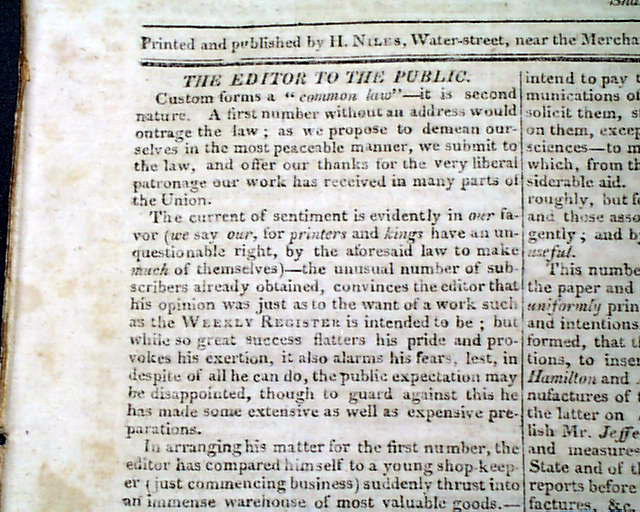 Sha
Printed and published by H. NILES, Water-street, near the Mercha
THE EDITOR TO THE PUBLIC.
Custom forms a "common law"—it is second
nature. A first number without an address would
outrage the law; as we propose to demean our-
selves in the most peaceable manner, we submit to
the law, and offer our thanks for the very liberal
patronage our work has received in many parts of
the Union.
The current of sentiment is evidently in our fa-
vor (we say our, for printers and kings have an un-
questionable right, by the aforesaid law to make
much of themselves)—the unusual number of sub-
scribers already obtained, convinces the editor that
his opinion was just as to the want of a work such
as the WEEKLY REGISTER is intended to be; but
while so great success flatters his pride and pro-
vokes his exertion, it also alarms his fears, lest, in
despite of all he can do, the public expectation may
be disappointed, though to guard against this he
has made some extensive as well as expensive pre-
parations.
In arranging his matter for the first number, the
editor has compared himself to a young shop-keep-
er (just commencing business) suddenly thrust into
an immense warehouse of most valuable goods.—
intend to pay
munications of
solicit them, s
on them, excep
sciences—to m
which, from th
siderable aid.
roughly, but f
and those asso
gently; and b
useful.
This numbe
the paper and
uniformly prin
and intentions
formed, that t
tions, to inser
Hamilton and
nufactures of
the latter on
lish Mr. Jeffe
and measures
State and of t
reports before
factures, &c.